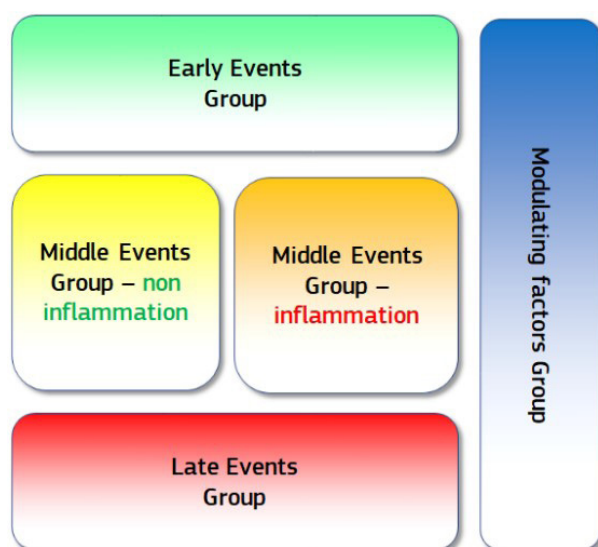 Early Events
Group
Middle Events
Group – non
inflammation
Middle Events
Group –
inflammation
Late Events
Group
Modulating factors Group